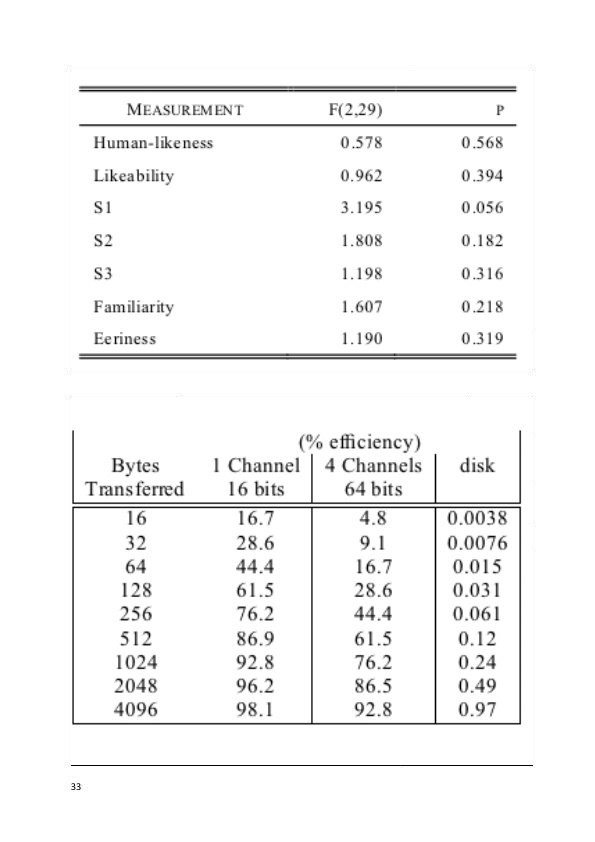 MEASUREMENT F(2,29) P
Human-likeness 0.578 0.568
Likeability 0.962 0.394
S1 3.195 0.056
S2 1.808 0.182
S3 1.198 0.316
Familiarity 1.607 0.218
Eeriness 1.190 0.319
(% efficiency)
Bytes 1 Channel 4 Channels disk
Transferred 16 bits 64 bits
16 16.7 4.8 0.0038
32 28.6 9.1 0.0076
64 44.4 16.7 0.015
128 61.5 28.6 0.031
256 76.2 44.4 0.061
512 86.9 61.5 0.12
1024 92.8 76.2 0.24
2048 96.2 86.5 0.49
4096 98.1 92.8 0.97
33